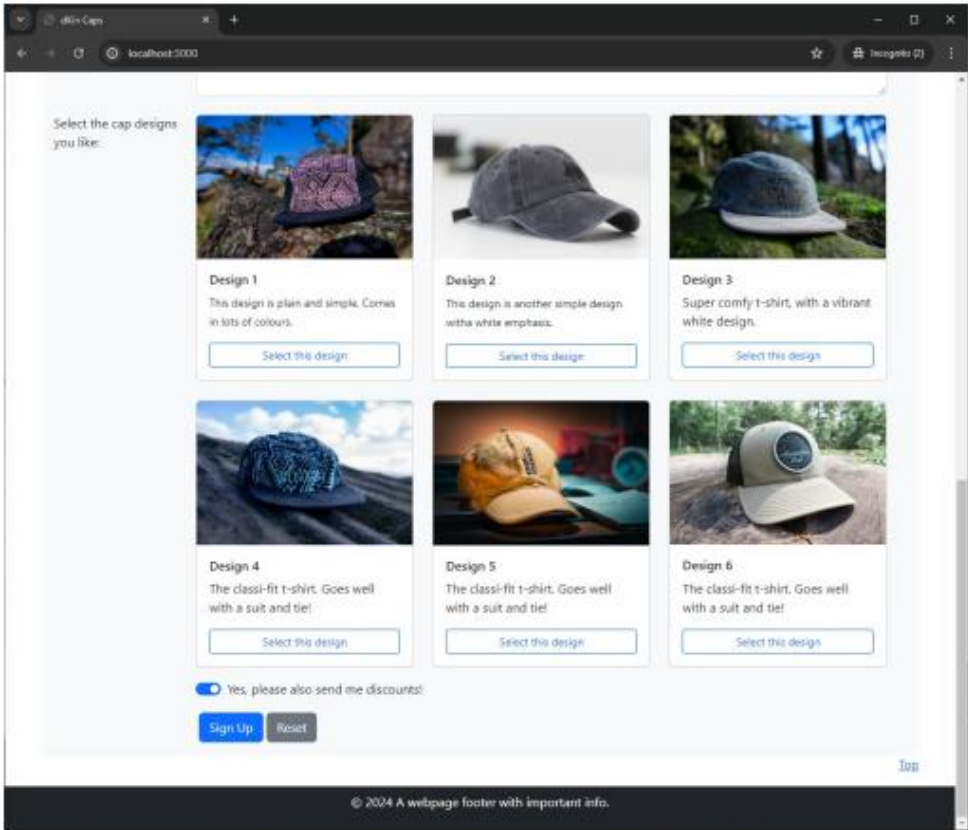 dKin Caps
localhost:3000
Incognito (2)
Select the cap designs
you like:
Design 1
This design is plain and simple. Comes
in lots of colours.
Select this design
Design 2
This design is another simple design
witha white emphasis.
Select this design
Design 3
Super comfy t-shirt, with a vibrant
white design.
Select this design
Design 4
The classi-fit t-shirt. Goes well
with a suit and tie!
Select this design
Design 5
The classi-fit t-shirt. Goes well
with a suit and tie!
Select this design
Design 6
The classi-fit t-shirt. Goes well
with a suit and tie!
Select this design
Yes, please also send me discounts!
Sign Up
Reset
Top
© 2024 A webpage footer with important info.